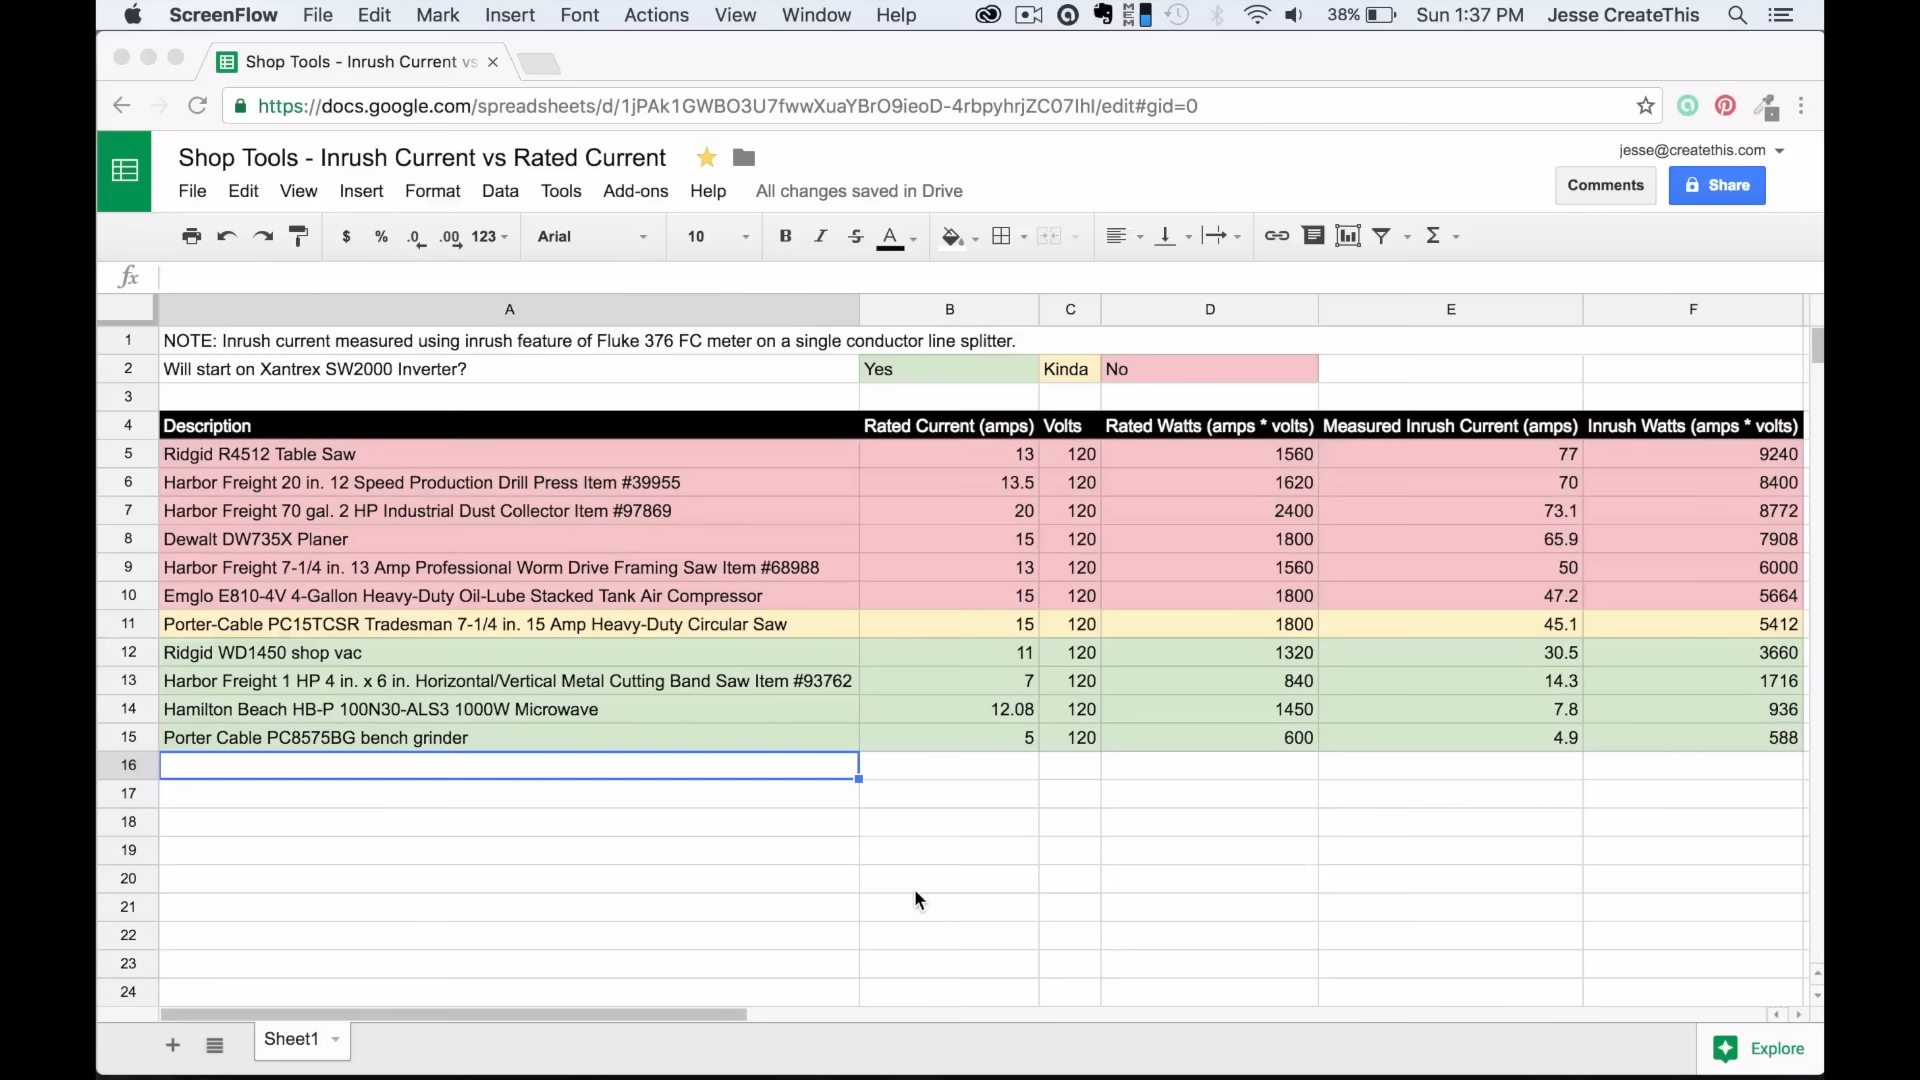 ScreenFlow File Edit Mark Insert Font Actions View Window Help MEM 38% Sun 1:37 PM Jesse CreateThis
Shop Tools - Inrush Current vs
https://docs.google.com/spreadsheets/d/1jPAk1GWBO3U7fwwXuaYBrO9ieoD-4rbpyhrjZC07IhI/edit#gid=0
Shop Tools - Inrush Current vs Rated Current
jesse@createthis.com
File Edit View Insert Format Data Tools Add-ons Help All changes saved in Drive
Comments Share
$ % .0 .00 123 Arial 10 B I S A Σ
fx
A B C D E F
1 NOTE: Inrush current measured using inrush feature of Fluke 376 FC meter on a single conductor line splitter.
2 Will start on Xantrex SW2000 Inverter? Yes Kinda No
3
4 Description Rated Current (amps) Volts Rated Watts (amps * volts) Measured Inrush Current (amps) Inrush Watts (amps * volts)
5 Ridgid R4512 Table Saw 13 120 1560 77 9240
6 Harbor Freight 20 in. 12 Speed Production Drill Press Item #39955 13.5 120 1620 70 8400
7 Harbor Freight 70 gal. 2 HP Industrial Dust Collector Item #97869 20 120 2400 73.1 8772
8 Dewalt DW735X Planer 15 120 1800 65.9 7908
9 Harbor Freight 7-1/4 in. 13 Amp Professional Worm Drive Framing Saw Item #68988 13 120 1560 50 6000
10 Emglo E810-4V 4-Gallon Heavy-Duty Oil-Lube Stacked Tank Air Compressor 15 120 1800 47.2 5664
11 Porter-Cable PC15TCSR Tradesman 7-1/4 in. 15 Amp Heavy-Duty Circular Saw 15 120 1800 45.1 5412
12 Ridgid WD1450 shop vac 11 120 1320 30.5 3660
13 Harbor Freight 1 HP 4 in. x 6 in. Horizontal/Vertical Metal Cutting Band Saw Item #93762 7 120 840 14.3 1716
14 Hamilton Beach HB-P 100N30-ALS3 1000W Microwave 12.08 120 1450 7.8 936
15 Porter Cable PC8575BG bench grinder 5 120 600 4.9 588
16
17
18
19
20
21
22
23
24
Sheet1
Explore